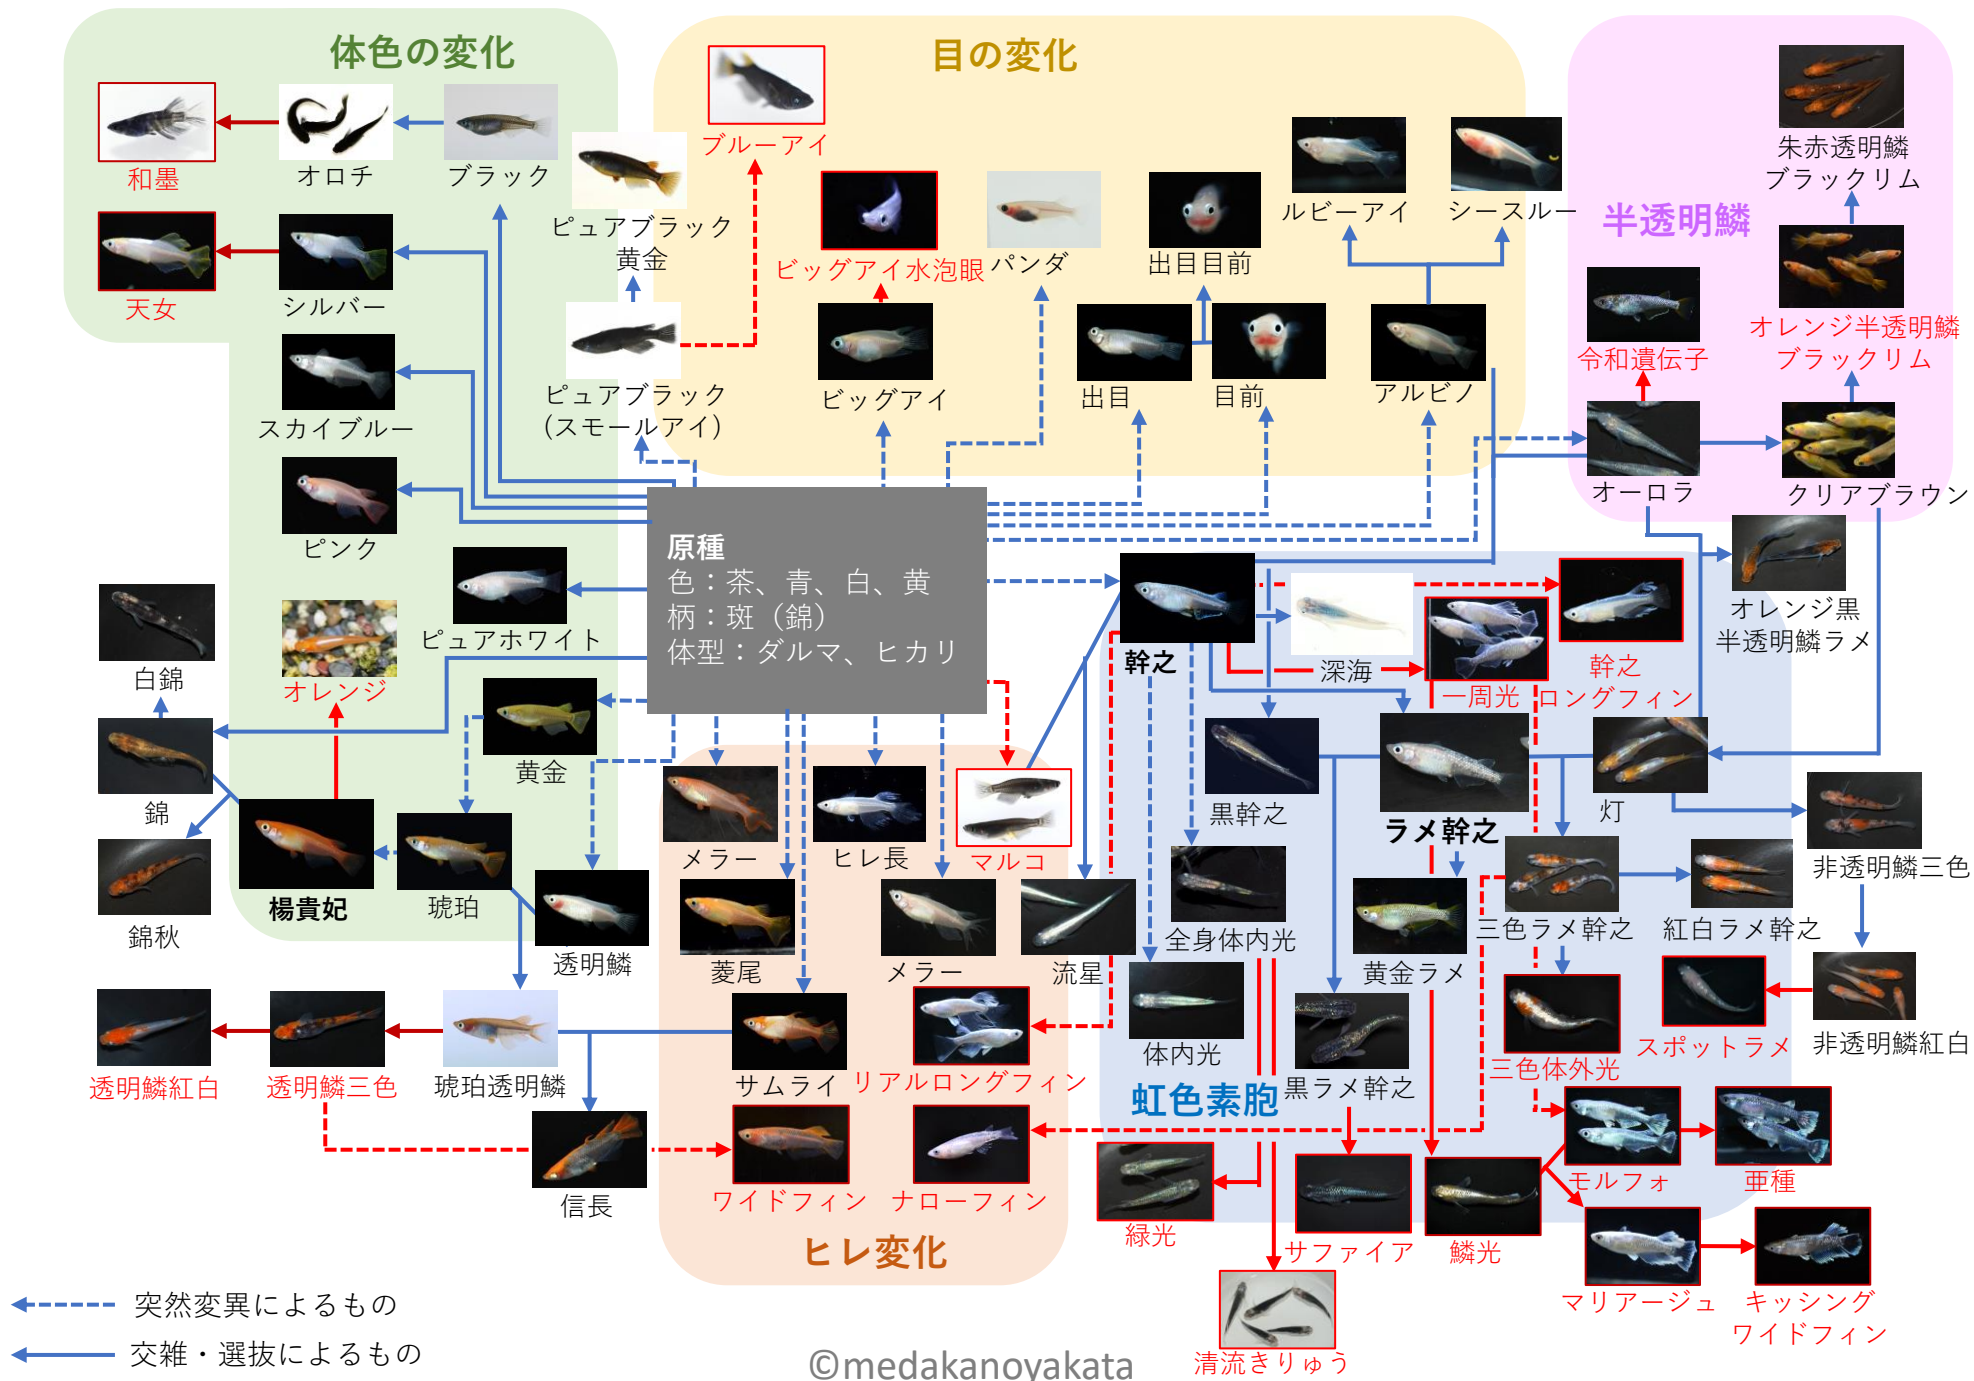 体色の変化
目の変化
半透明鱗
和墨
オロチ
ブラック
天女
シルバー
スカイブルー
ピンク
ピュアホワイト
オレンジ
白錦
錦
錦秋
黄金
楊貴妃
琥珀
透明鱗
透明鱗紅白
透明鱗三色
琥珀透明鱗
信長
ピュアブラック
黄金
ピュアブラック
(スモールアイ)
ブルーアイ
ビッグアイ水泡眼
ビッグアイ
パンダ
出目目前
出目
目前
ルビーアイ
シースルー
アルビノ
朱赤透明鱗
ブラックリム
オレンジ半透明鱗
ブラックリム
令和遺伝子
オーロラ
クリアブラウン
原種
色：茶、青、白、黄
柄：斑（錦）
体型：ダルマ、ヒカリ
幹之
深海
一周光
幹之
ロングフィン
オレンジ黒
半透明鱗ラメ
黒幹之
ラメ幹之
灯
非透明鱗三色
全身体内光
黄金ラメ
三色ラメ幹之
紅白ラメ幹之
体内光
黒ラメ幹之
三色体外光
スポットラメ
非透明鱗紅白
虹色素胞
緑光
サファイア
鱗光
モルフォ
亜種
マリアージュ
キッシング
ワイドフィン
清流きりゅう
メラー
ヒレ長
マルコ
菱尾
メラー
流星
サムライ
リアルロングフィン
ワイドフィン
ナローフィン
ヒレ変化
突然変異によるもの
交雑・選抜によるもの
©medakanoyakata